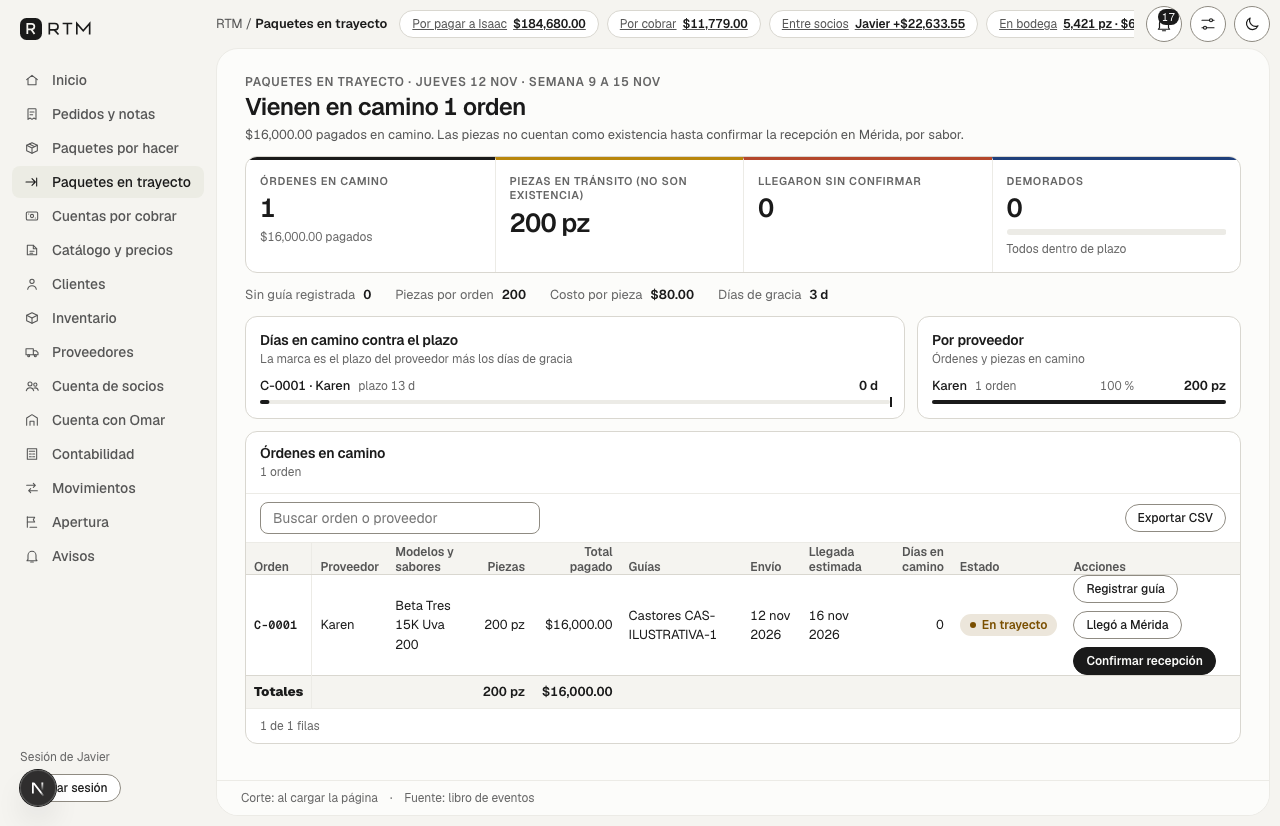 R RTM
RTM / Paquetes en trayecto
Por pagar a Isaac $184,680.00
Por cobrar $11,779.00
Entre socios Javier +$22,633.55
En bodega 5,421 pz · $6
17
Inicio
Pedidos y notas
Paquetes por hacer
Paquetes en trayecto
Cuentas por cobrar
Catálogo y precios
Clientes
Inventario
Proveedores
Cuenta de socios
Cuenta con Omar
Contabilidad
Movimientos
Apertura
Avisos
Sesión de Javier
N
ar sesión
PAQUETES EN TRAYECTO · JUEVES 12 NOV · SEMANA 9 A 15 NOV
Vienen en camino 1 orden
$16,000.00 pagados en camino. Las piezas no cuentan como existencia hasta confirmar la recepción en Mérida, por sabor.
ÓRDENES EN CAMINO
1
$16,000.00 pagados
PIEZAS EN TRÁNSITO (NO SON
EXISTENCIA)
200 pz
LLEGARON SIN CONFIRMAR
0
DEMORADOS
0
Todos dentro de plazo
Sin guía registrada 0
Piezas por orden 200
Costo por pieza $80.00
Días de gracia 3 d
Días en camino contra el plazo
La marca es el plazo del proveedor más los días de gracia
C-0001 · Karen plazo 13 d 0 d
Por proveedor
Órdenes y piezas en camino
Karen 1 orden 100 % 200 pz
Órdenes en camino
1 orden
Buscar orden o proveedor
Exportar CSV
Orden
Proveedor
Modelos y
sabores
Piezas
Total
pagado
Guías
Envío
Llegada
estimada
Días en
camino
Estado
Acciones
C-0001
Karen
Beta Tres
15K Uva
200
200 pz
$16,000.00
Castores CAS-
ILUSTRATIVA-1
12 nov
2026
16 nov
2026
0
En trayecto
Registrar guía
Llegó a Mérida
Confirmar recepción
Totales 200 pz $16,000.00
1 de 1 filas
Corte: al cargar la página · Fuente: libro de eventos